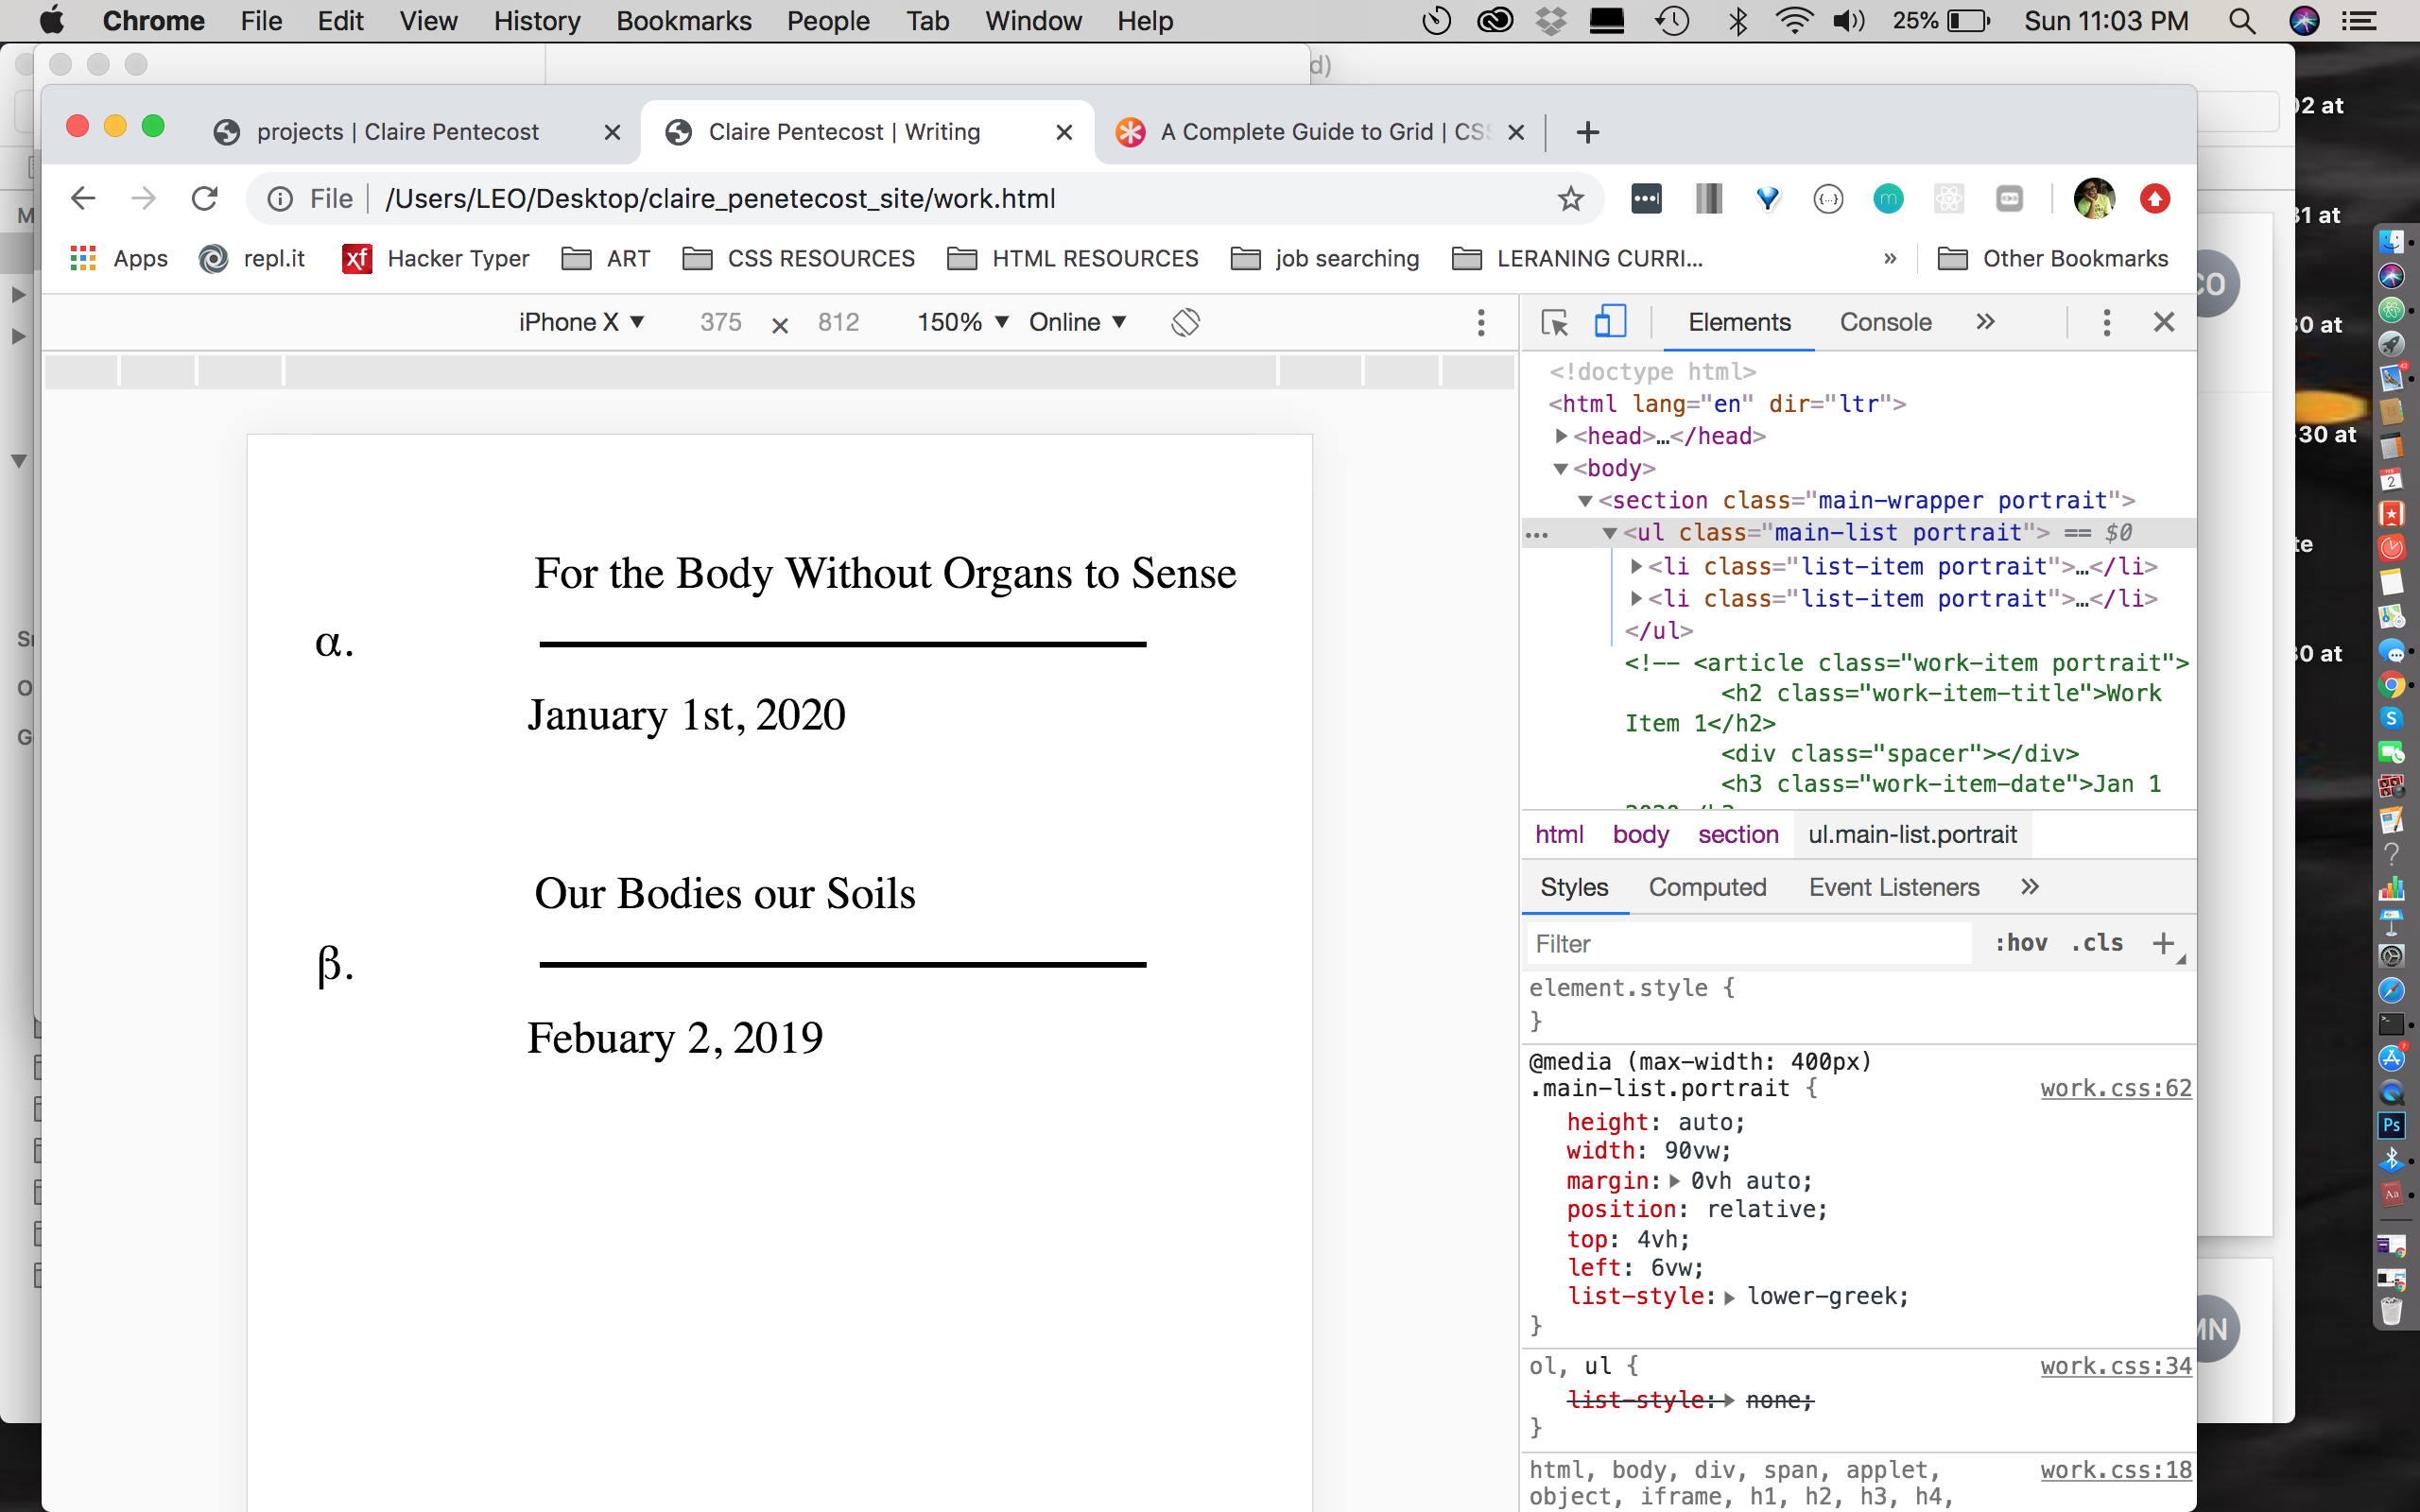 Chrome File Edit View History Bookmarks People Tab Window Help 25% Sun 11:03 PM
d)
projects | Claire Pentecost
Claire Pentecost | Writing
A Complete Guide to Grid | CSS
File /Users/LEO/Desktop/claire_penetecost_site/work.html
Apps repl.it xf Hacker Typer ART CSS RESOURCES HTML RESOURCES job searching LERANING CURRI... » Other Bookmarks
iPhone X 375 × 812 150% Online
Elements Console »
For the Body Without Organs to Sense
α.
January 1st, 2020
Our Bodies our Soils
β.
Febuary 2, 2019
<!doctype html>
<html lang="en" dir="ltr">
<head>…</head>
<body>
<section class="main-wrapper portrait">
… <ul class="main-list portrait"> == $0
<li class="list-item portrait">…</li>
<li class="list-item portrait">…</li>
</ul>
<!-- <article class="work-item portrait">
<h2 class="work-item-title">Work
Item 1</h2>
<div class="spacer"></div>
<h3 class="work-item-date">Jan 1
html body section ul.main-list.portrait
Styles Computed Event Listeners »
Filter :hov .cls +
element.style {
}
@media (max-width: 400px)
.main-list.portrait { work.css:62
height: auto;
width: 90vw;
margin: 0vh auto;
position: relative;
top: 4vh;
left: 6vw;
list-style: lower-greek;
}
ol, ul { work.css:34
list-style: none;
}
html, body, div, span, applet, work.css:18
object, iframe, h1, h2, h3, h4,
02 at
31 at
30 at
-30 at
te
30 at
CO
MN
Ps